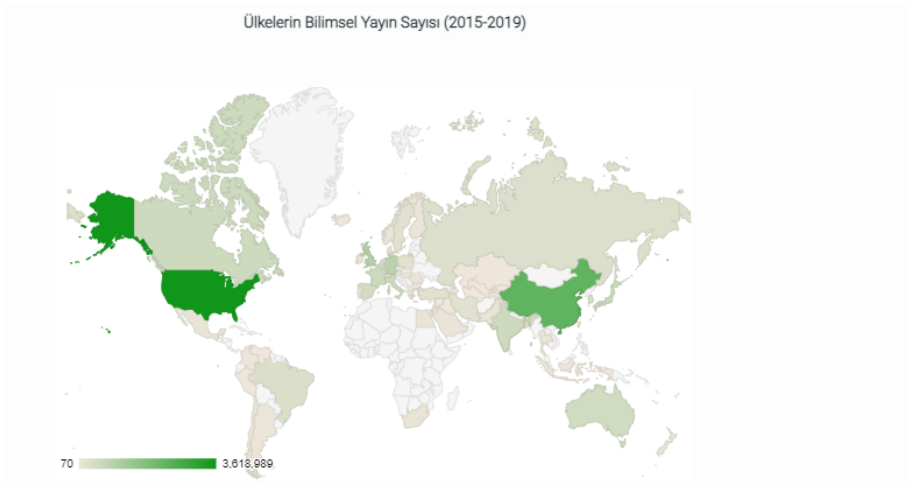 Ülkelerin Bilimsel Yayın Sayısı (2015-2019)
70 3,618,989